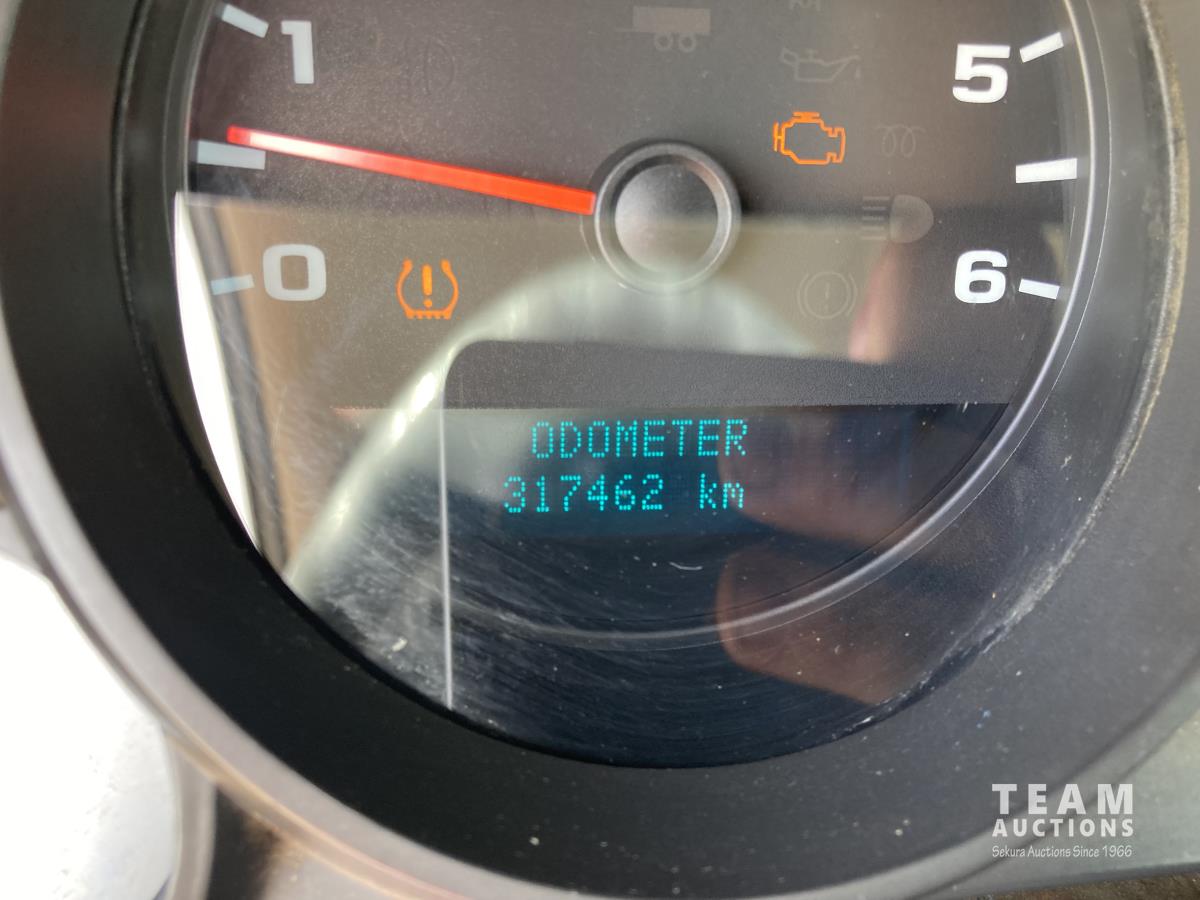 1
5
0
6
ODOMETER
317462 km
TEAM
AUCTIONS
Sekura Auctions Since 1966